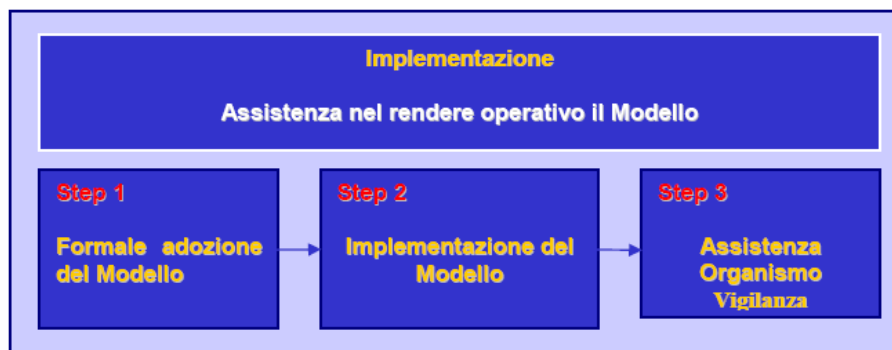 Implementazione
Assistenza nel rendere operativo il Modello
Step 1
Formale adozione
del Modello
Step 2
Implementazione del
Modello
Step 3
Assistenza
Organismo
Vigilanza